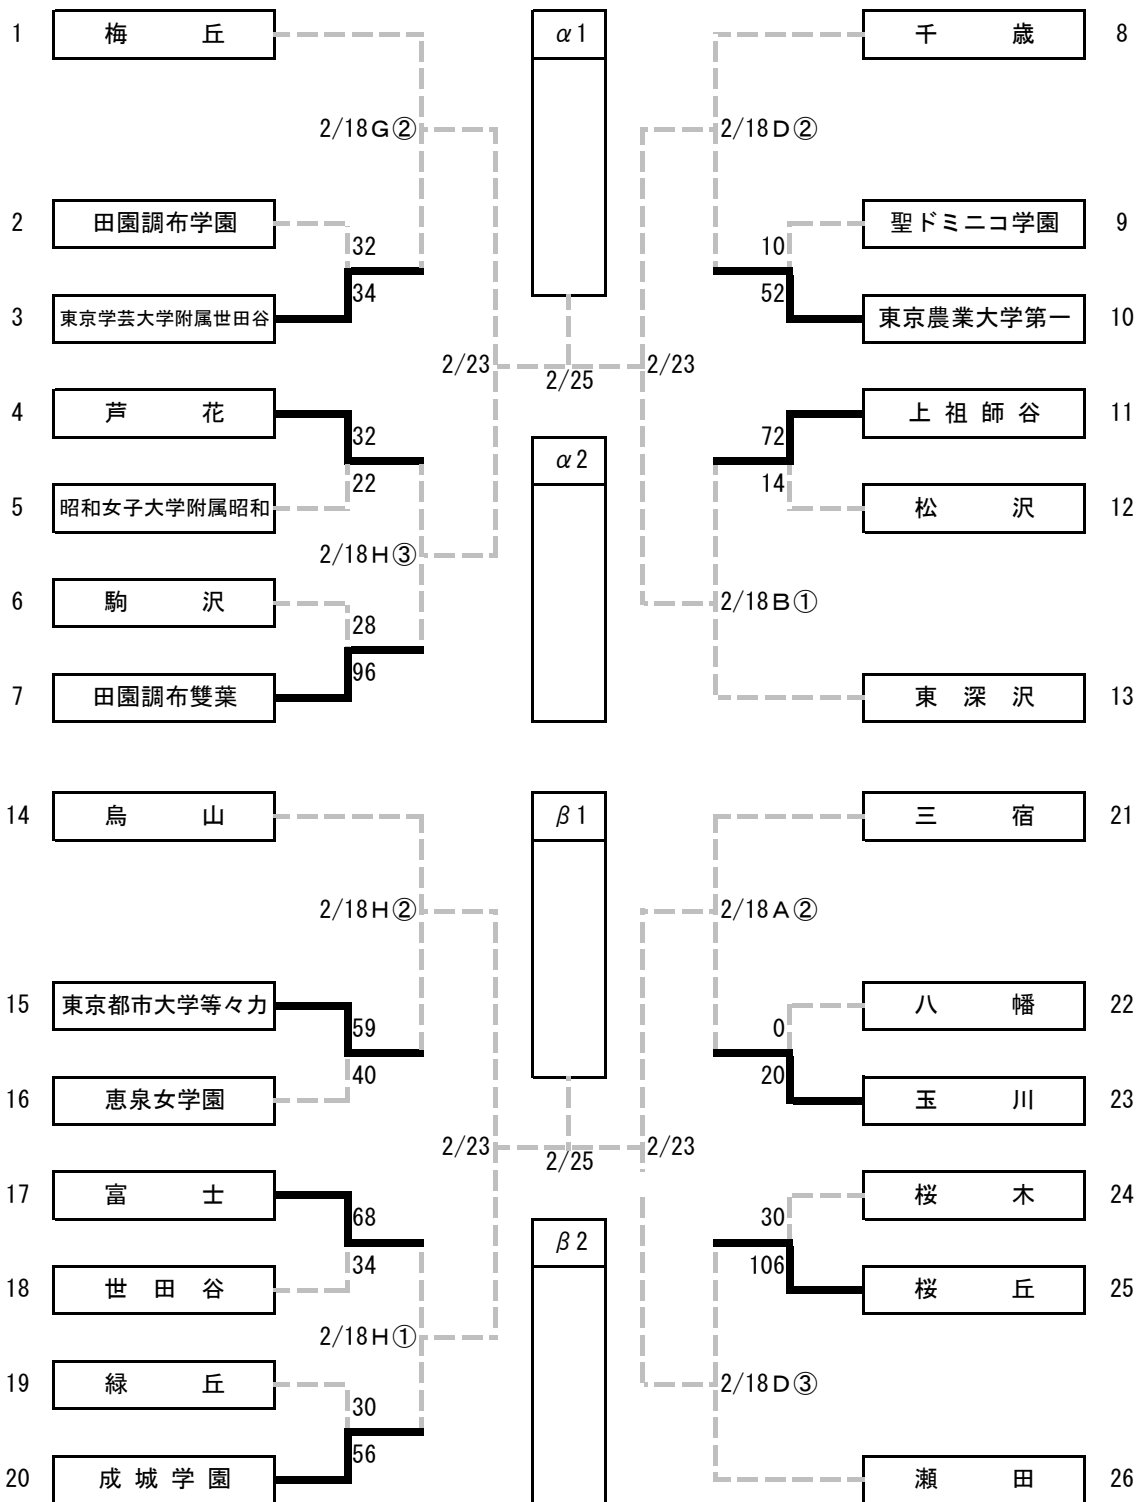 1 梅 丘 α1 千 歳 8
2/18G② 2/18D②
2 田園調布学園 聖ドミニコ学園 9
32 10
34 52
3 東京学芸大学附属世田谷 東京農業大学第一 10
2/23 2/25 2/23
4 芦 花 上 祖 師 谷 11
32 72
α2
22 14
5 昭和女子大学附属昭和 松 沢 12
2/18H③
6 駒 沢 2/18B①
28
96
7 田園調布雙葉 東 深 沢 13
14 烏 山 β1 三 宿 21
2/18H② 2/18A②
15 東京都市大学等々力 八 幡 22
59 0
40 20
16 恵泉女学園 玉 川 23
2/23 2/25 2/23
17 富 士 桜 木 24
68 30
β2
34 106
18 世 田 谷 桜 丘 25
2/18H①
19 緑 丘 2/18D③
30
56
20 成 城 学 園 瀬 田 26